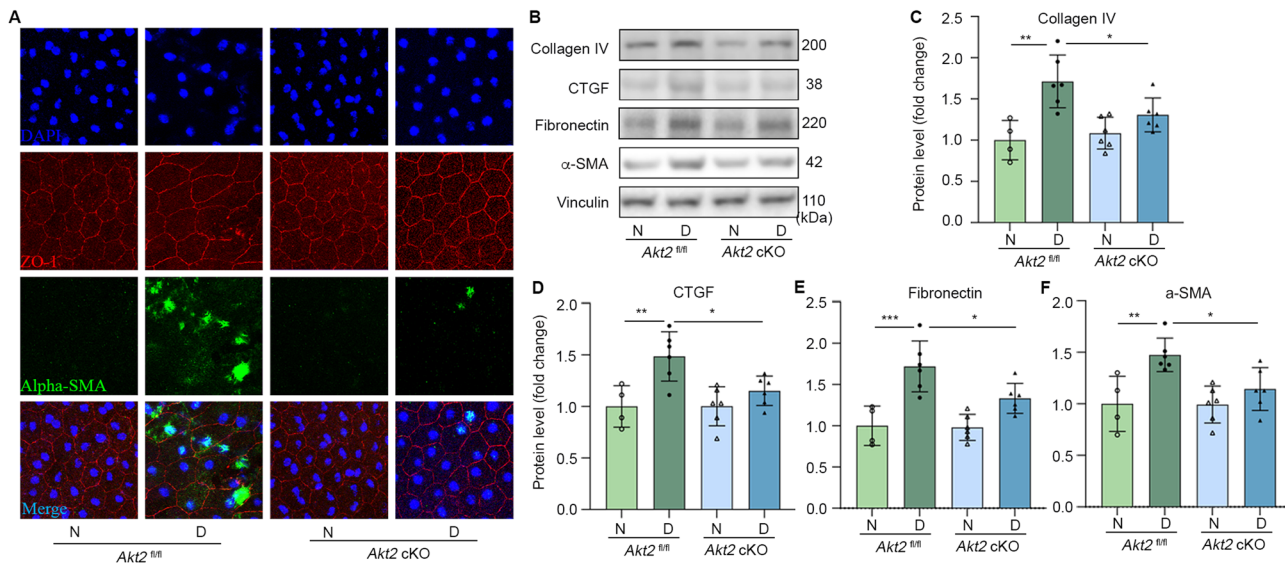 A
DAPI
ZO-1
Alpha-SMA
Merge
N D N D
Akt2 fl/fl Akt2 cKO
B
Collagen IV 200
CTGF 38
Fibronectin 220
α-SMA 42
Vinculin 110
(kDa)
N D N D
Akt2 fl/fl Akt2 cKO
C
Collagen IV
Protein level (fold change)
2.5
2.0
1.5
1.0
0.5
0.0
** *
N D N D
Akt2 fl/fl Akt2 cKO
D
CTGF
Protein level (fold change)
2.0
1.5
1.0
0.5
0.0
** *
N D N D
Akt2 fl/fl Akt2 cKO
E
Fibronectin
2.5
2.0
1.5
1.0
0.5
0.0
*** *
N D N D
Akt2 fl/fl Akt2 cKO
F
a-SMA
2.0
1.5
1.0
0.5
0.0
** *
N D N D
Akt2 fl/fl Akt2 cKO